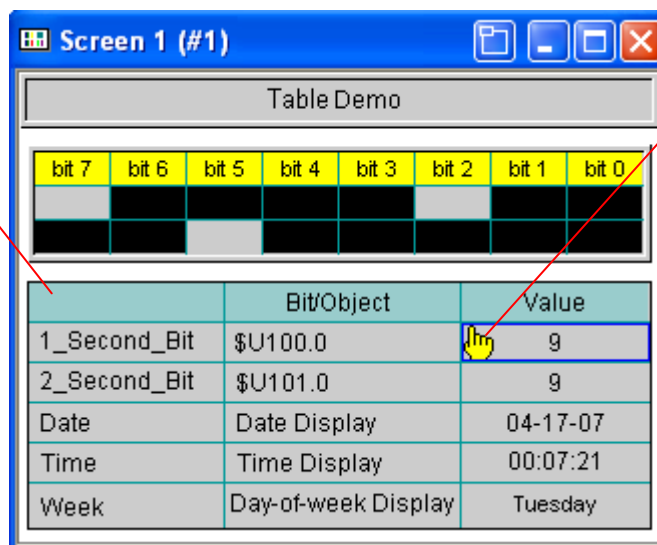 Screen 1 (#1)
Table Demo
bit 7 bit 6 bit 5 bit 4 bit 3 bit 2 bit 1 bit 0
Bit/Object Value
1_Second_Bit $U100.0 9
2_Second_Bit $U101.0 9
Date Date Display 04-17-07
Time Time Display 00:07:21
Week Day-of-week Display Tuesday